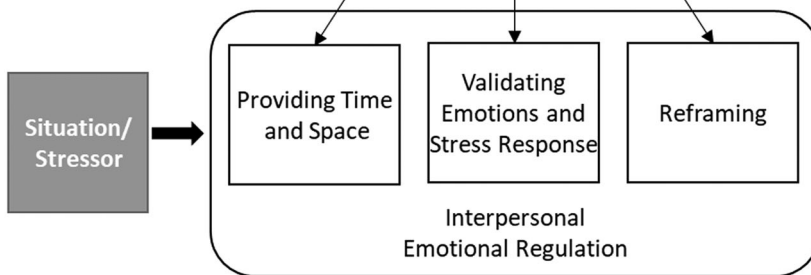 Situation/
Stressor
Providing Time
and Space
Validating
Emotions and
Stress Response
Reframing
Interpersonal
Emotional Regulation